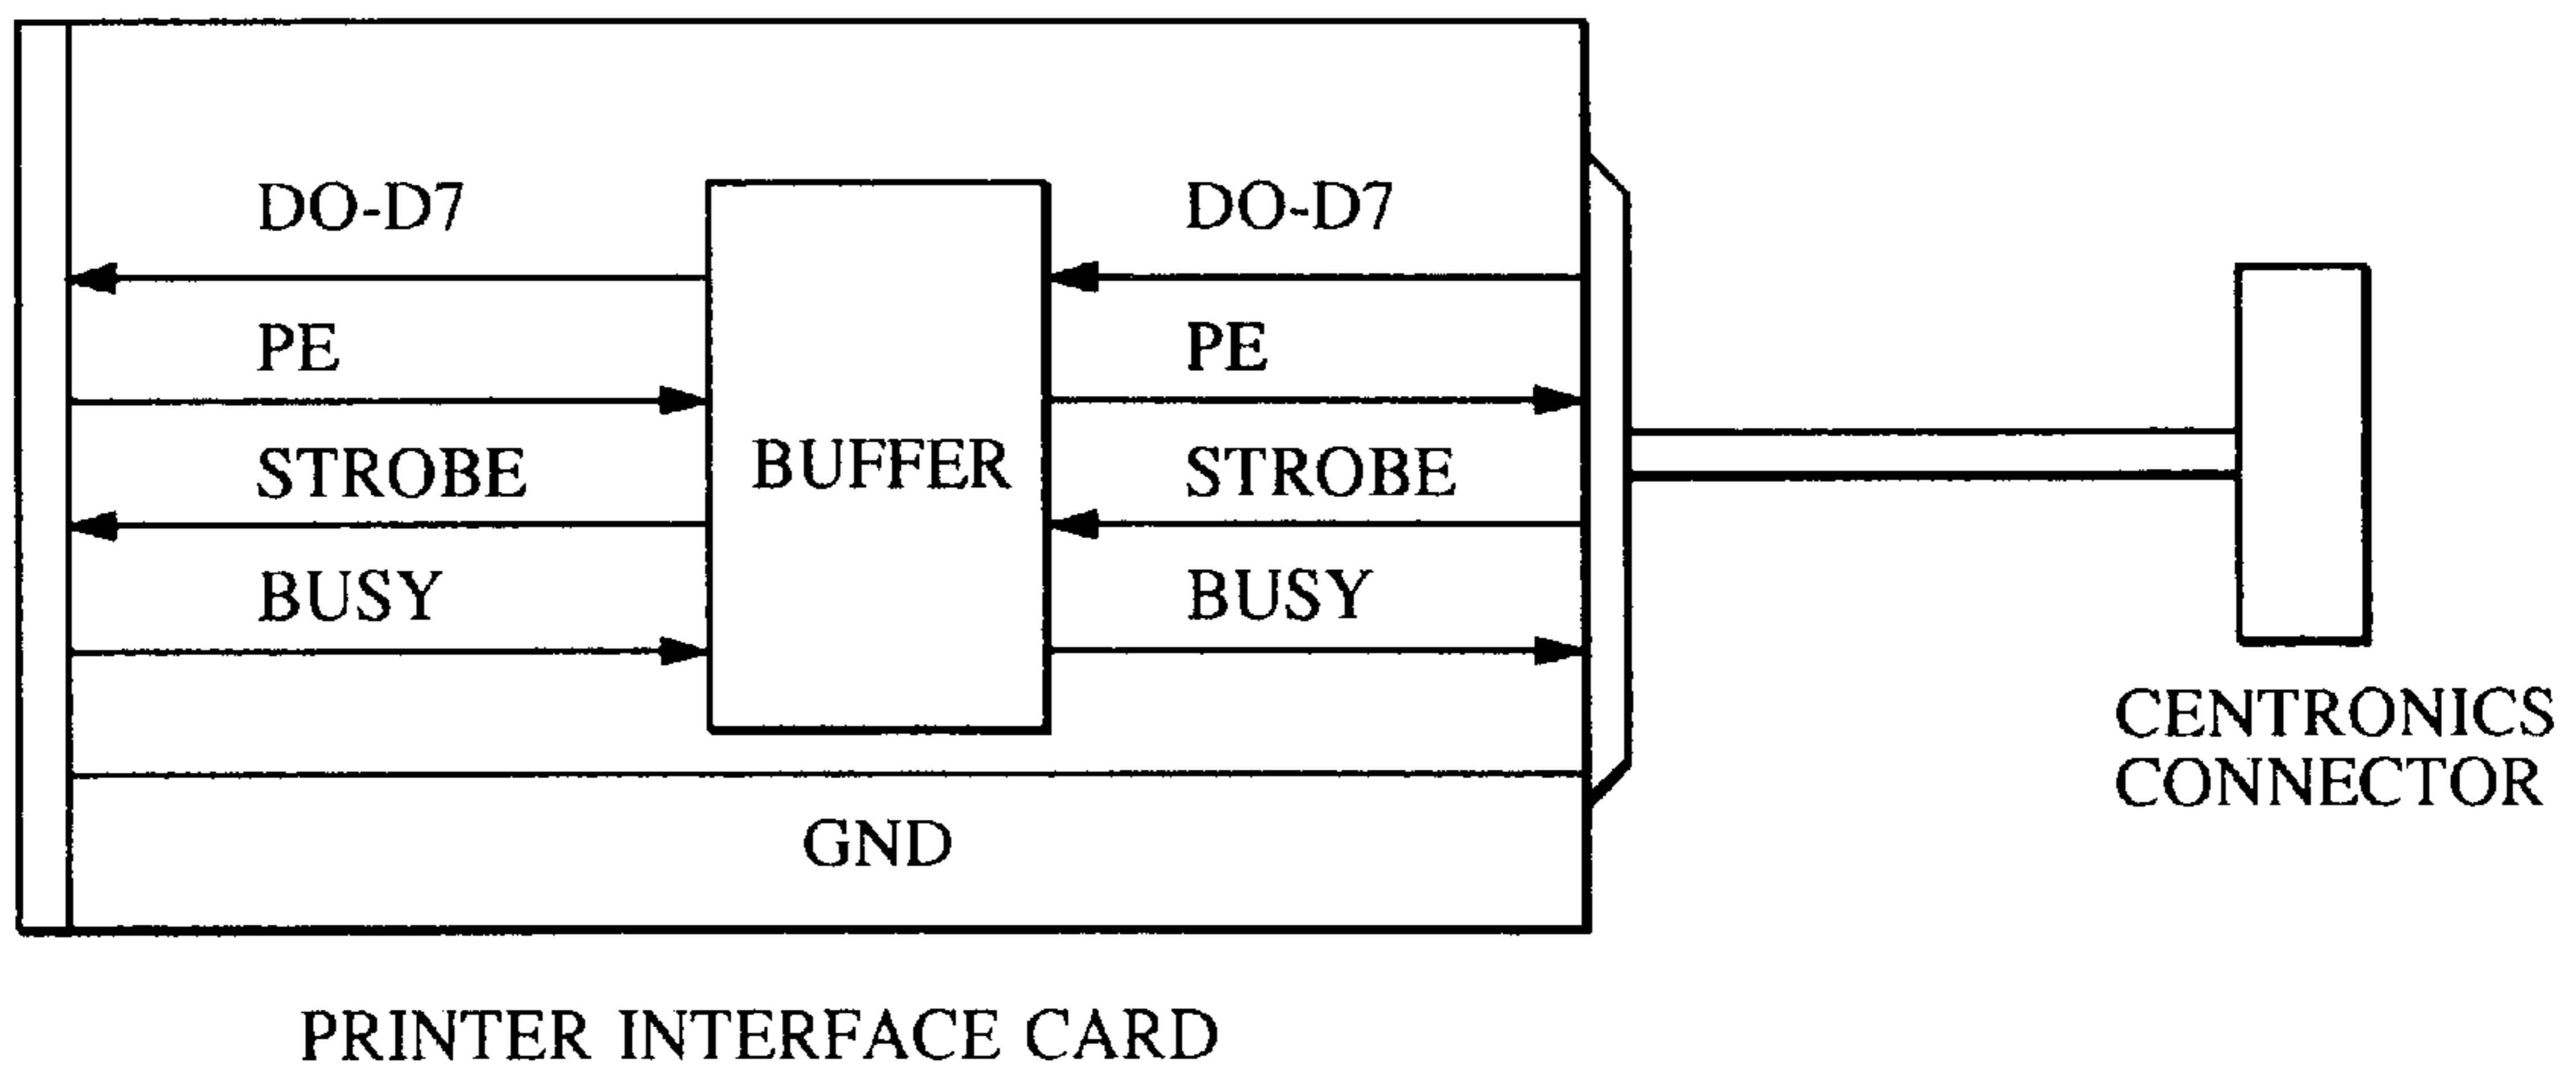 DO-D7
DO-D7
PE
PE
BUFFER
STROBE
STROBE
BUSY
BUSY
GND
CENTRONICS
CONNECTOR
PRINTER INTERFACE CARD